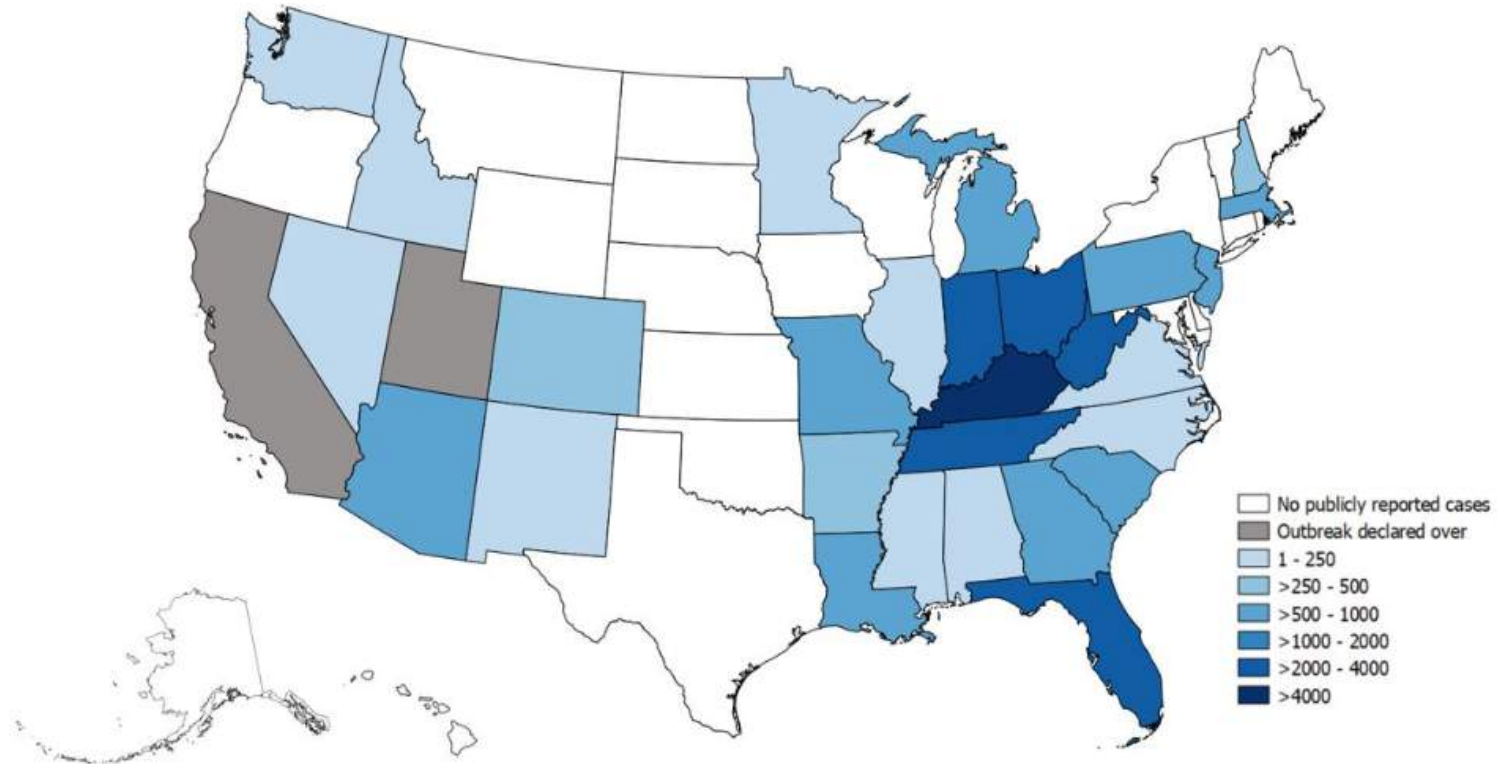 No publicly reported cases
Outbreak declared over
1 - 250
>250 - 500
>500 - 1000
>1000 - 2000
>2000 - 4000
>4000